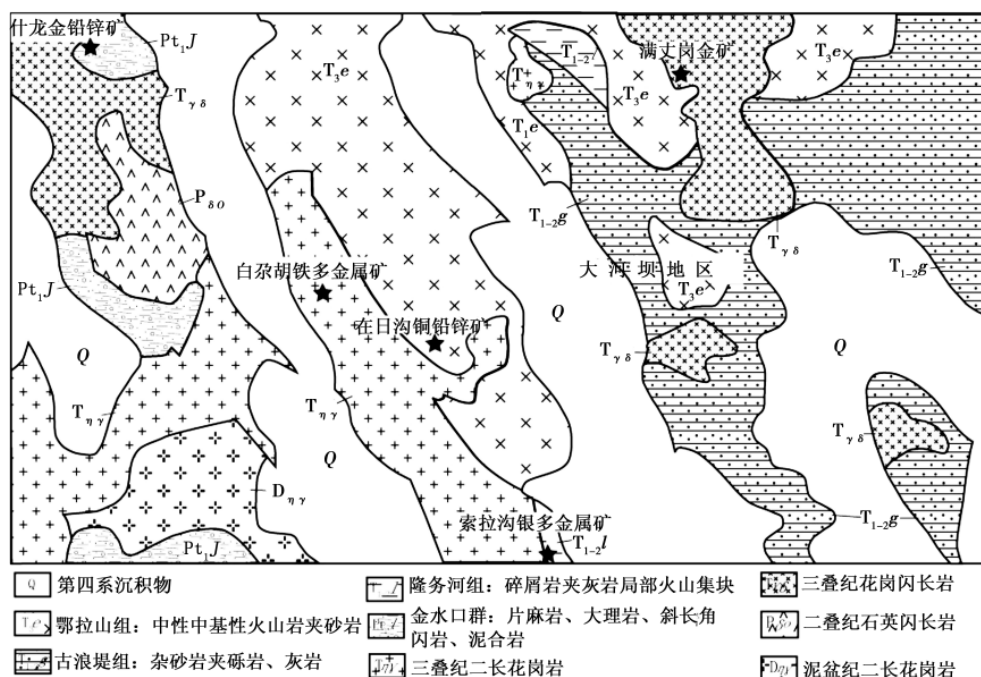 什龙金铅锌矿
Pt₁J
T₃e
T₁₋₂l
满丈岗金矿
T₃e
Tηγ
T₃e
Tγδ
T₁e
Pδο
T₁₋₂g
Tγδ
白尕胡铁多金属矿
大河坝地区
T₁₋₂g
Pt₁J
T₃e
在日沟铜铅锌矿
Q
Q
Tγδ
Q
Tηγ
Tηγ
Tγδ
Q
Dηγ
T₁₋₂g
索拉沟银多金属矿
Pt₁J
T₁₋₂l
Q 第四系沉积物
隆务河组：碎屑岩夹灰岩局部火山集块
三叠纪花岗闪长岩
鄂拉山组：中性中基性火山岩夹砂岩
金水口群：片麻岩、大理岩、斜长角
闪岩、泥合岩
二叠纪石英闪长岩
古浪堤组：杂砂岩夹砾岩、灰岩
三叠纪二长花岗岩
泥盆纪二长花岗岩